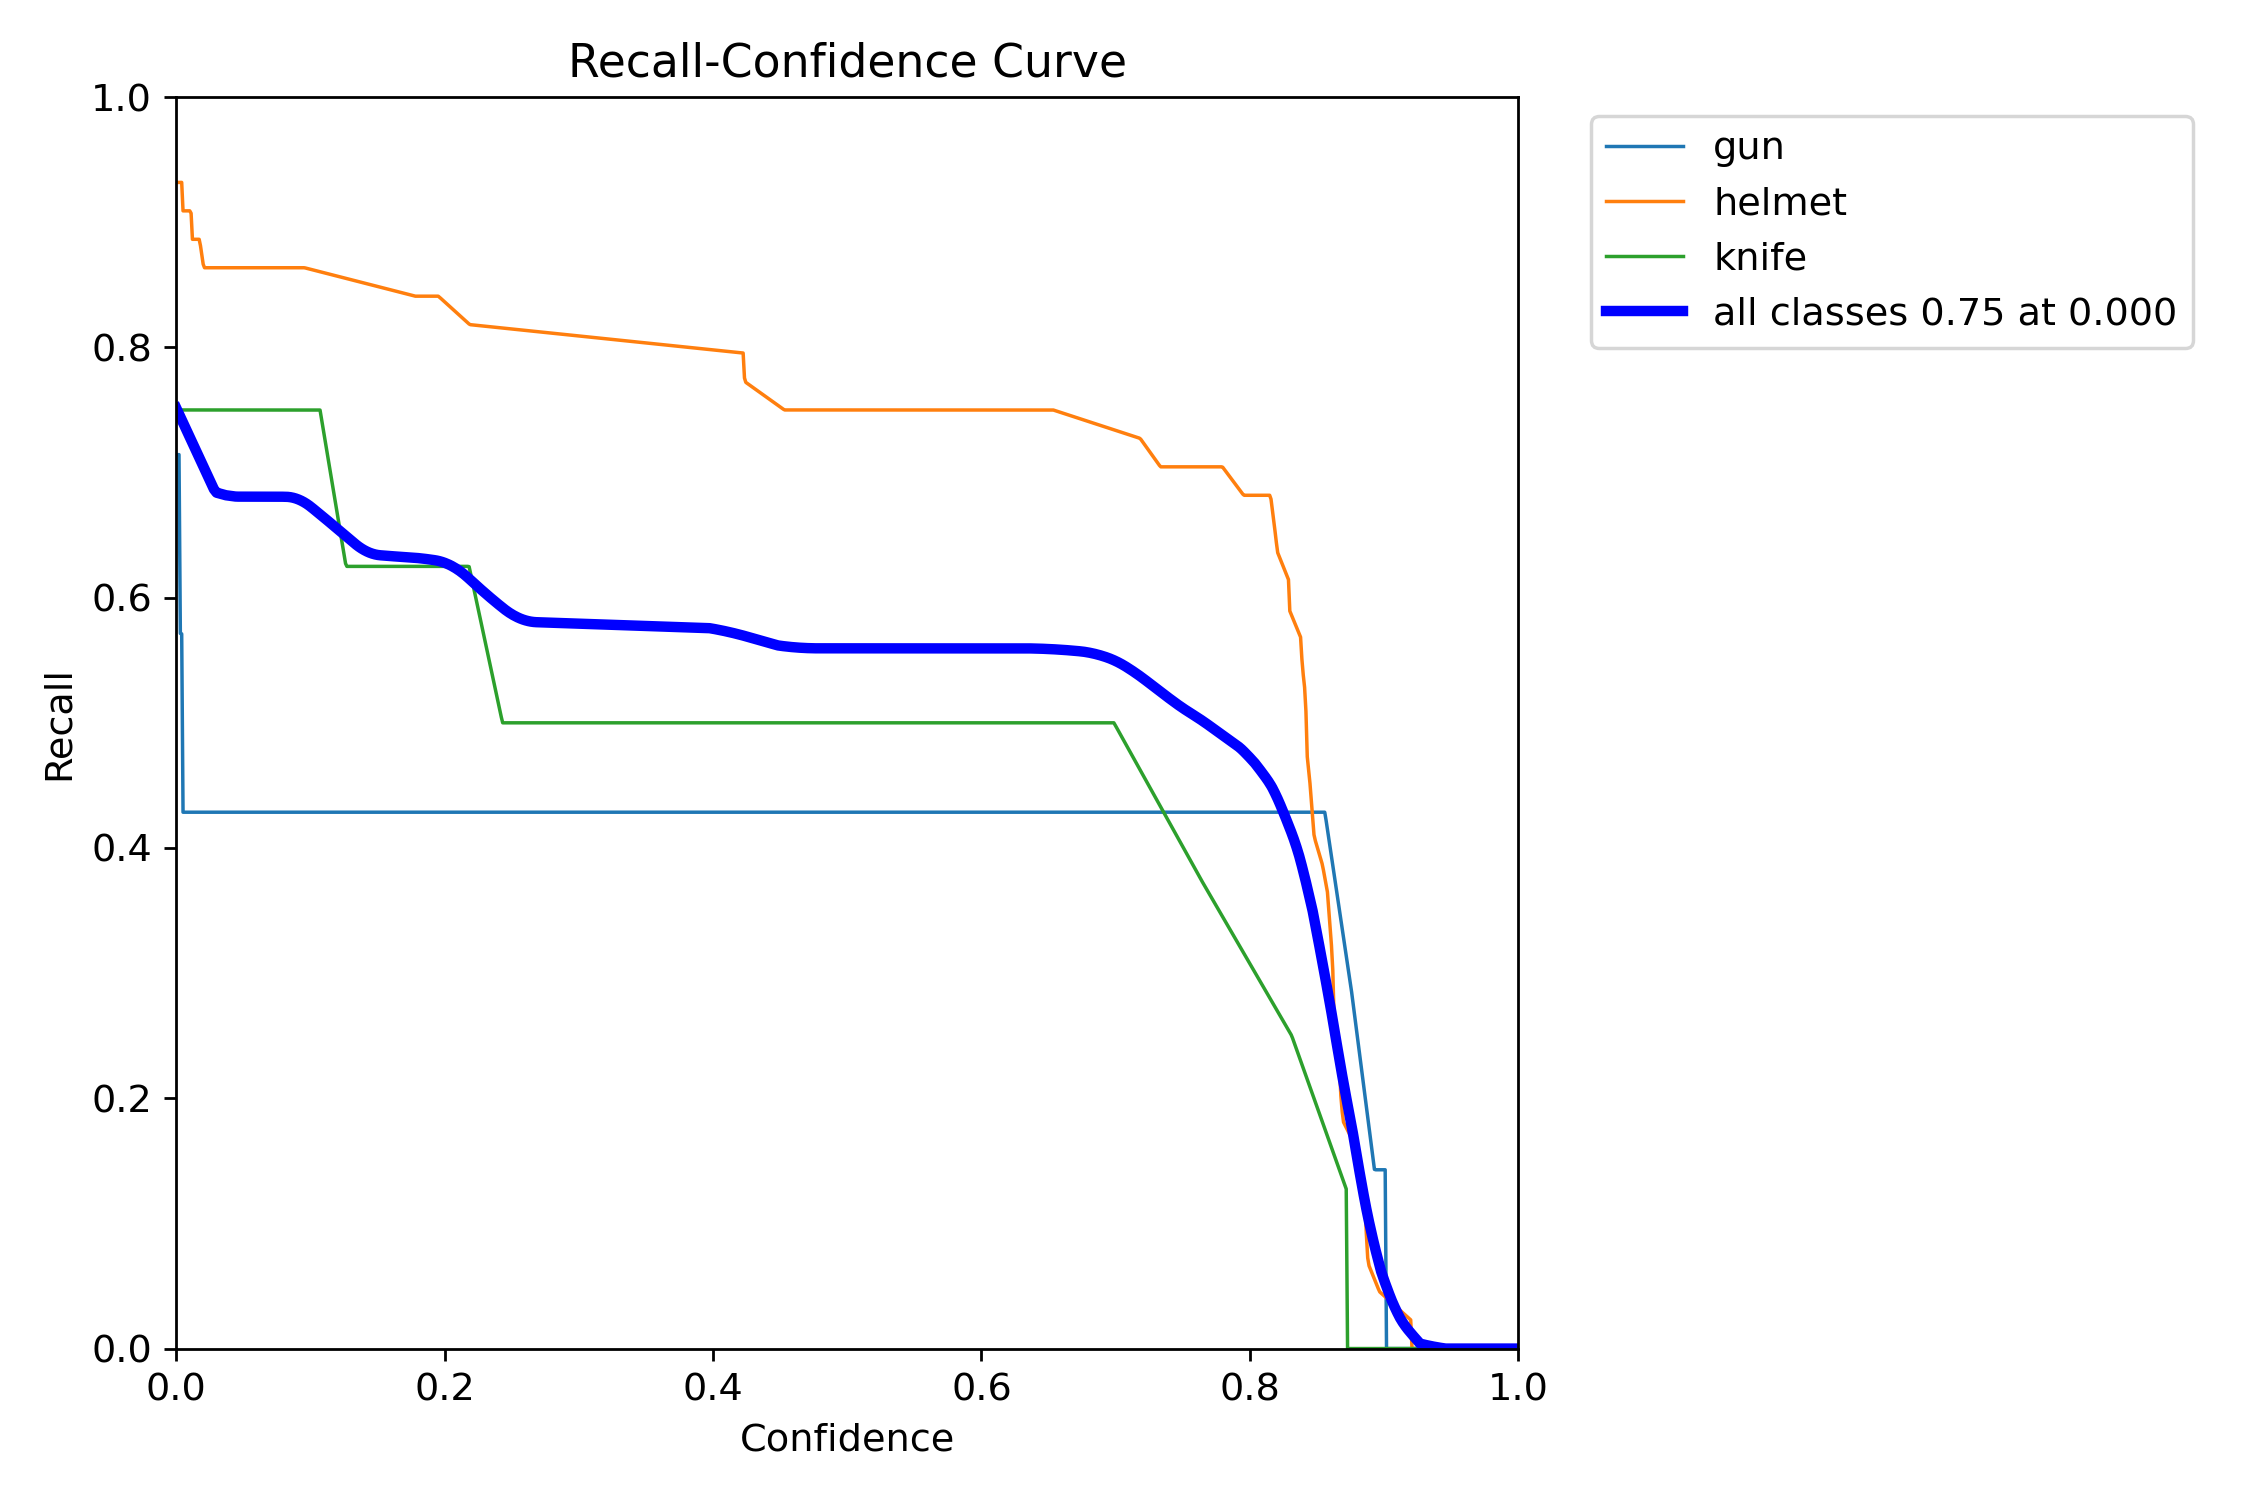 Recall-Confidence Curve
1.0
0.8
0.6
0.4
0.2
0.0
Recall
0.0 0.2 0.4 0.6 0.8 1.0
Confidence
gun
helmet
knife
all classes 0.75 at 0.000